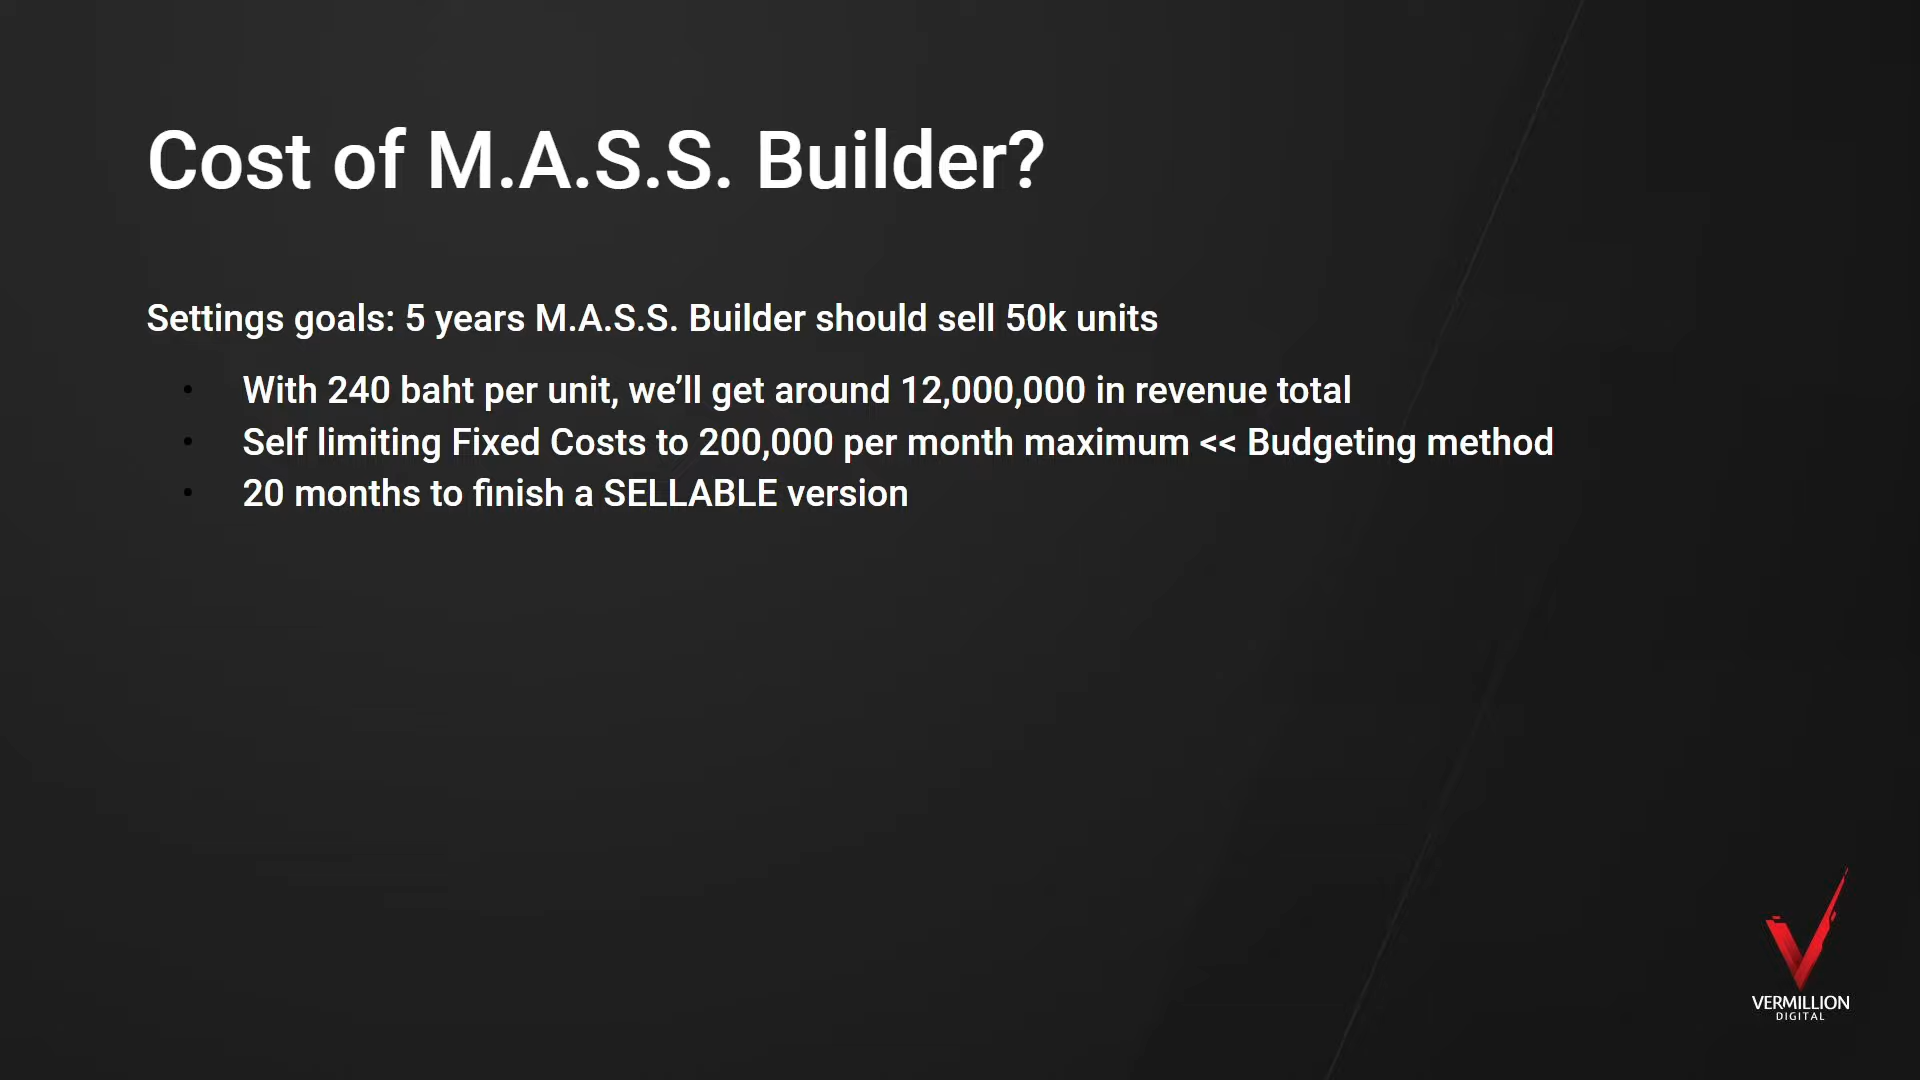 Cost of M.A.S.S. Builder?
Settings goals: 5 years M.A.S.S. Builder should sell 50k units
• With 240 baht per unit, we’ll get around 12,000,000 in revenue total
• Self limiting Fixed Costs to 200,000 per month maximum << Budgeting method
• 20 months to finish a SELLABLE version
VERMILLION
DIGITAL